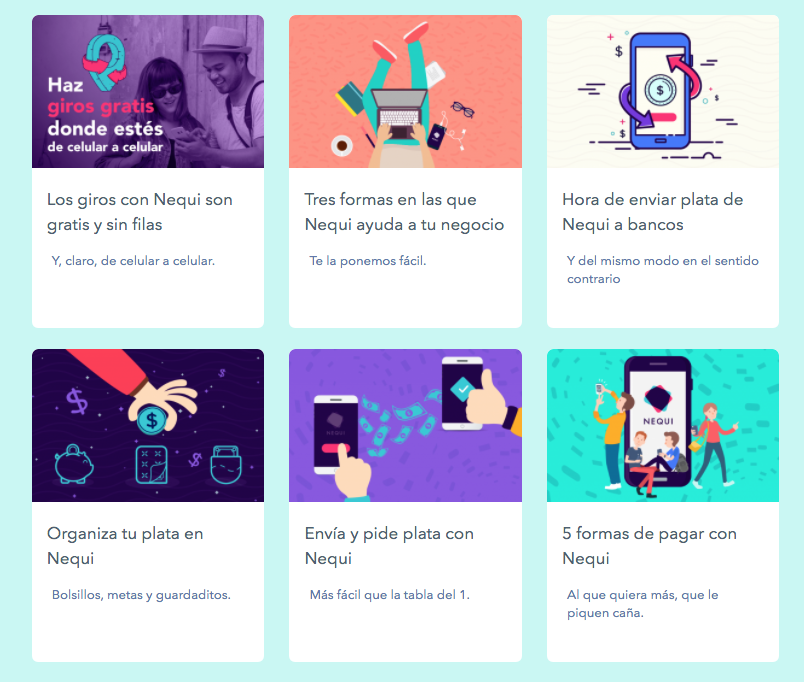 Haz
giros gratis
donde estés
de celular a celular
Los giros con Nequi son
gratis y sin filas
Y, claro, de celular a celular.
Tres formas en las que
Nequi ayuda a tu negocio
Te la ponemos fácil.
Hora de enviar plata de
Nequi a bancos
Y del mismo modo en el sentido
contrario
Organiza tu plata en
Nequi
Bolsillos, metas y guardaditos.
Envía y pide plata con
Nequi
Más fácil que la tabla del 1.
NEQUI
5 formas de pagar con
Nequi
Al que quiera más, que le
piquen caña.